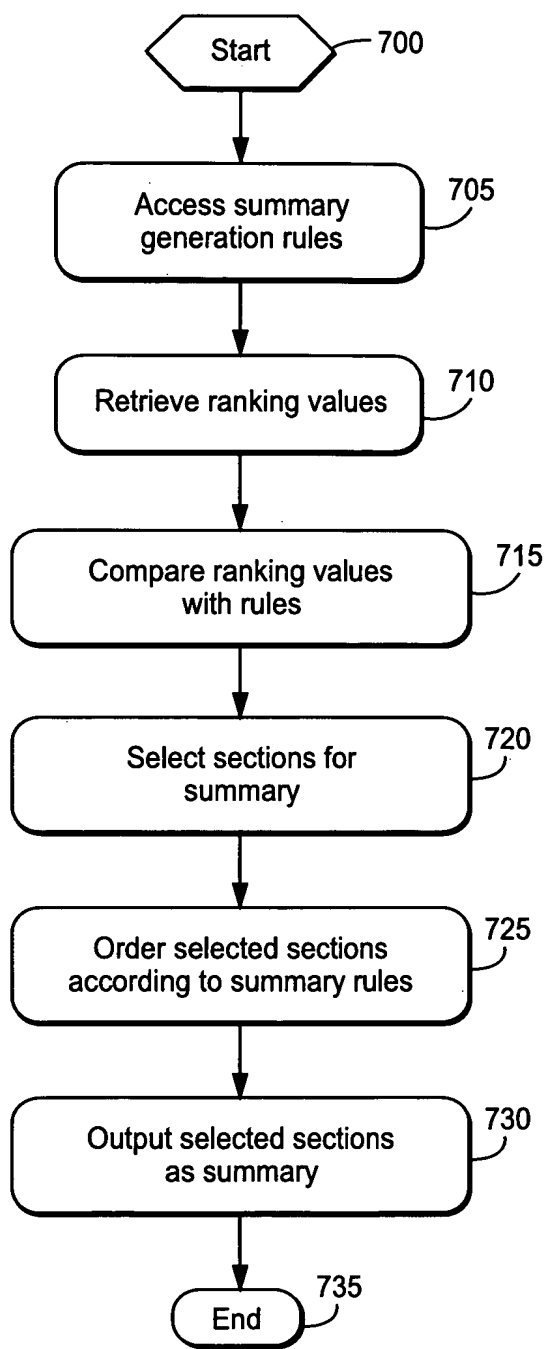 Start
700
Access summary
generation rules
705
Retrieve ranking values
710
Compare ranking values
with rules
715
Select sections for
summary
720
Order selected sections
according to summary rules
725
Output selected sections
as summary
730
End
735